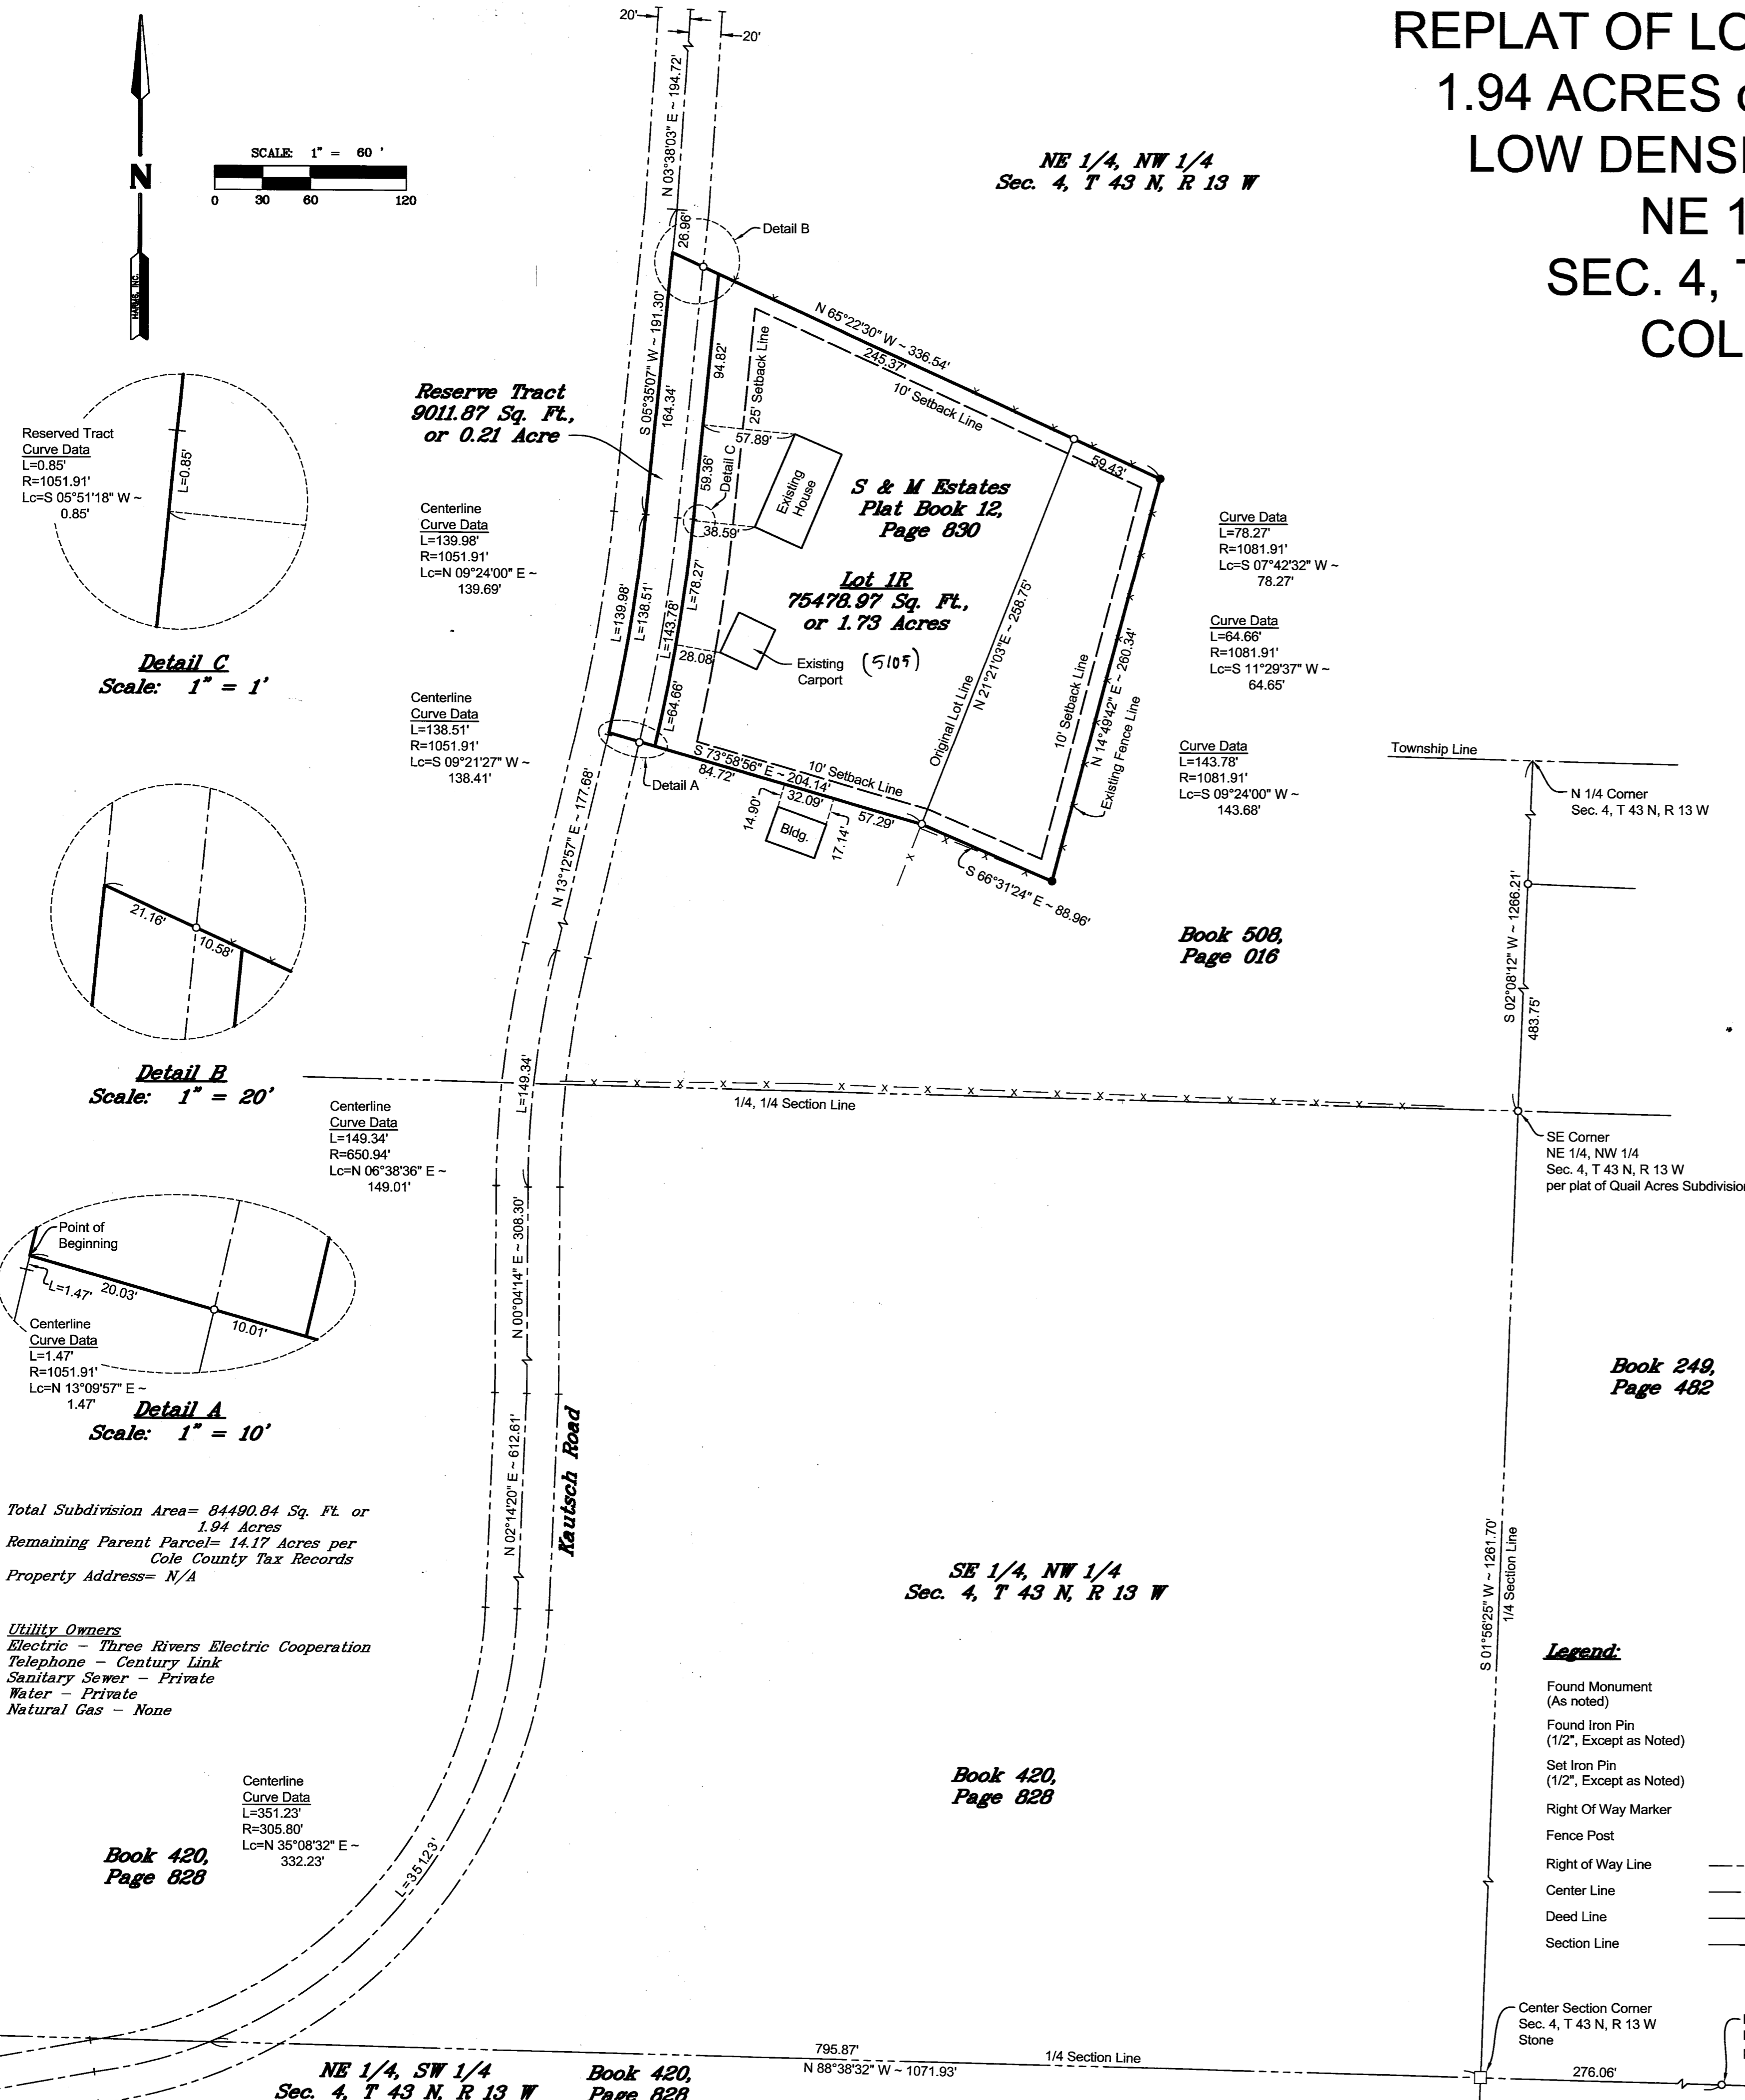 REPLAT OF LO
1.94 ACRES
LOW DENSI
NE 1
SEC. 4, T
COL
N
HARMS, INC.
SCALE: 1" = 60 '
0 30 60 120
20'
20'
N 03°38'03" E ~ 194.72'
26.96'
Detail B
NE 1/4, NW 1/4
Sec. 4, T 43 N, R 13 W
N 65°22'30" W ~ 336.54'
245.37'
10' Setback Line
59.43'
S 05°35'07" W ~ 191.30'
164.34'
94.82'
25' Setback Line
57.89'
59.36'
Detail C
38.59'
Existing
House
Reserve Tract
9011.87 Sq. Ft.,
or 0.21 Acre
S & M Estates
Plat Book 12,
Page 830
Lot 1R
75478.97 Sq. Ft.,
or 1.73 Acres
(5105)
Existing
Carport
28.08
L=139.98'
L=138.51'
L=143.78'
L=78.27'
L=64.66'
Original Lot Line
N 21°21'03"E ~ 258.75'
10' Setback Line
N 14°49'42" E ~ 260.34'
Existing Fence Line
S 73°58'56" E ~ 204.14'
10' Setback Line
84.72'
32.09'
57.29'
14.90'
17.14'
Bldg.
S 66°31'24" E ~ 88.96'
Detail A
N 13°12'57" E ~ 177.68'
Reserved Tract
Curve Data
L=0.85'
R=1051.91'
Lc=S 05°51'18" W ~
0.85'
L=0.85'
Detail C
Scale: 1" = 1'
Centerline
Curve Data
L=139.98'
R=1051.91'
Lc=N 09°24'00" E ~
139.69'
Centerline
Curve Data
L=138.51'
R=1051.91'
Lc=S 09°21'27" W ~
138.41'
Curve Data
L=78.27'
R=1081.91'
Lc=S 07°42'32" W ~
78.27'
Curve Data
L=64.66'
R=1081.91'
Lc=S 11°29'37" W ~
64.65'
Curve Data
L=143.78'
R=1081.91'
Lc=S 09°24'00" W ~
143.68'
Township Line
N 1/4 Corner
Sec. 4, T 43 N, R 13 W
S 02°08'12" W ~ 1266.21'
483.75'
Book 508,
Page 016
21.16'
10.58'
Detail B
Scale: 1" = 20'
L=149.34'
1/4, 1/4 Section Line
Centerline
Curve Data
L=149.34'
R=650.94'
Lc=N 06°38'36" E ~
149.01'
SE Corner
NE 1/4, NW 1/4
Sec. 4, T 43 N, R 13 W
per plat of Quail Acres Subdivision
Point of
Beginning
L=1.47'
20.03'
10.01'
Centerline
Curve Data
L=1.47'
R=1051.91'
Lc=N 13°09'57" E ~
1.47'
Detail A
Scale: 1" = 10'
N 00°04'14" E ~ 308.30'
N 02°14'20" E ~ 612.61'
Kautsch Road
Book 249,
Page 482
Total Subdivision Area= 84490.84 Sq. Ft. or
1.94 Acres
Remaining Parent Parcel= 14.17 Acres per
Cole County Tax Records
Property Address= N/A
Utility Owners
Electric - Three Rivers Electric Cooperation
Telephone - Century Link
Sanitary Sewer - Private
Water - Private
Natural Gas - None
SE 1/4, NW 1/4
Sec. 4, T 43 N, R 13 W
S 01°56'25" W ~ 1261.70'
1/4 Section Line
Legend:
Found Monument
(As noted)
Found Iron Pin
(1/2", Except as Noted)
Set Iron Pin
(1/2", Except as Noted)
Right Of Way Marker
Fence Post
Right of Way Line
Center Line
Deed Line
Section Line
Book 420,
Page 828
Centerline
Curve Data
L=351.23'
R=305.80'
Lc=N 35°08'32" E ~
332.23'
L=351.23'
Book 420,
Page 828
Center Section Corner
Sec. 4, T 43 N, R 13 W
Stone
795.87'
N 88°38'32" W ~ 1071.93'
1/4 Section Line
276.06'
NE 1/4, SW 1/4
Sec. 4, T 43 N, R 13 W
Book 420,
Page 828